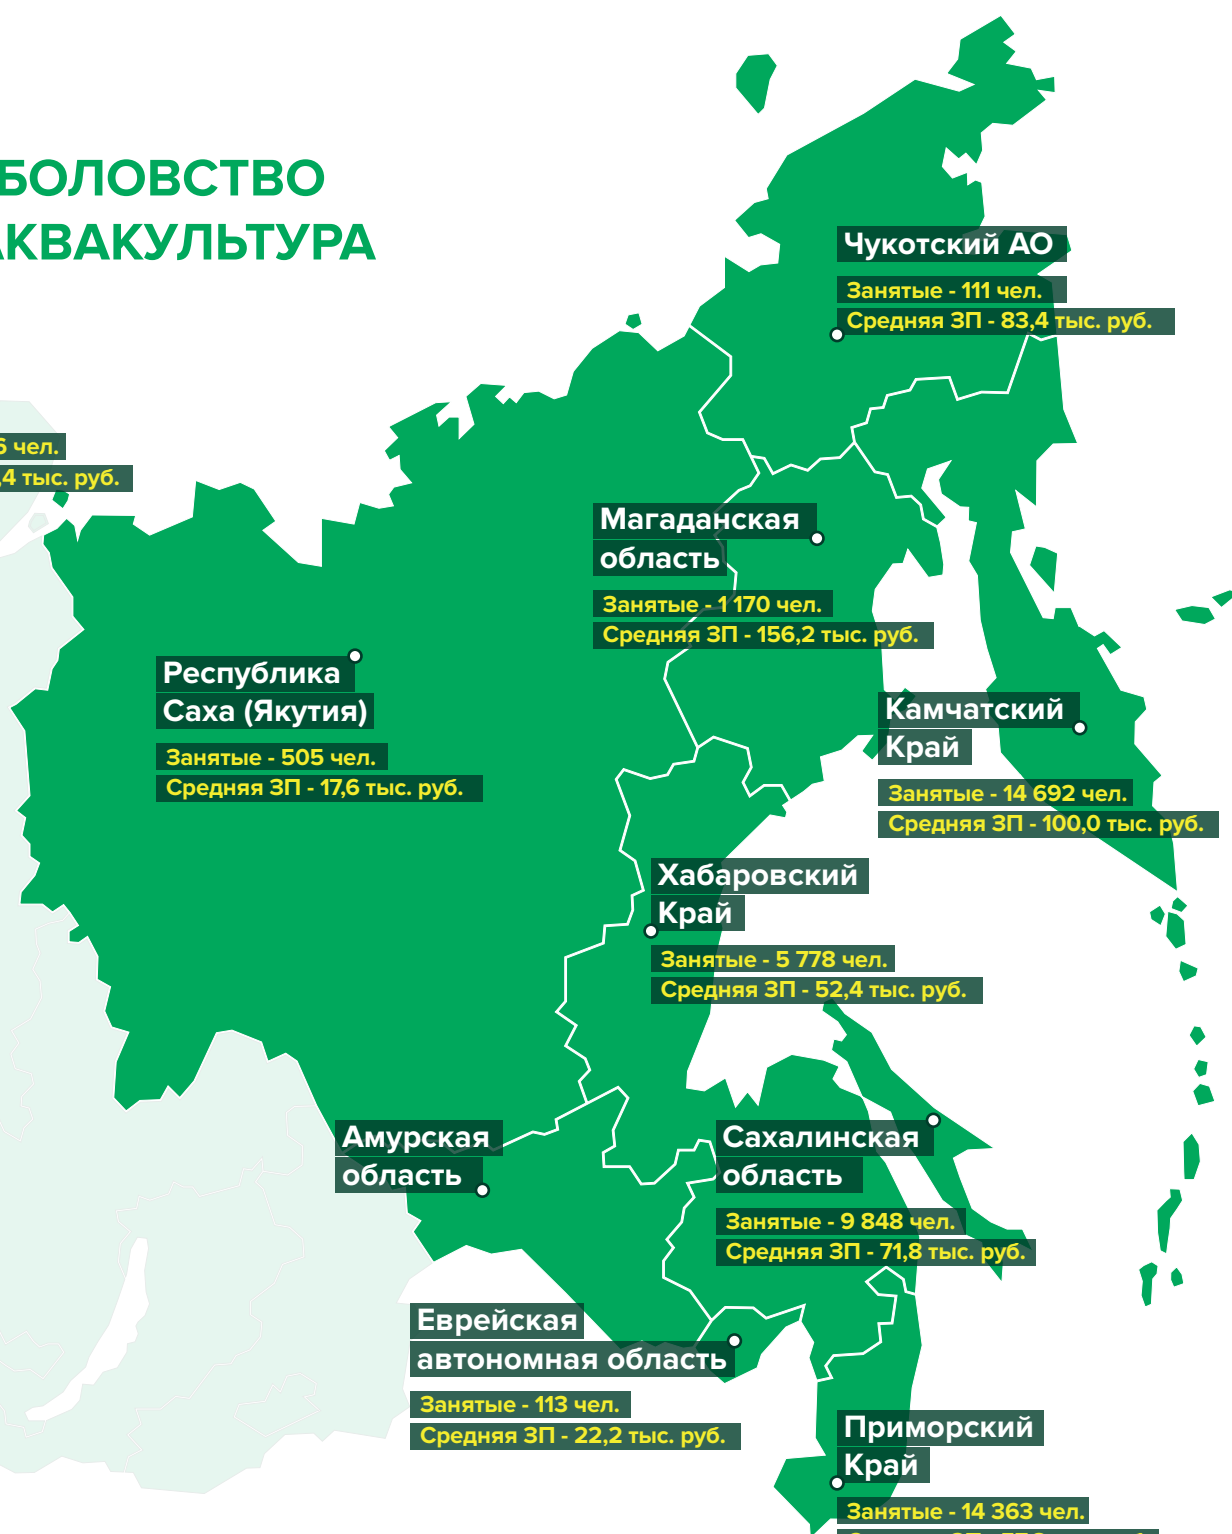 БОЛОВСТВО
АКВАКУЛЬТУРА
6 чел.
,4 тыс. руб.
Чукотский АО
Занятые - 111 чел.
Средняя ЗП - 83,4 тыс. руб.
Магаданская
область
Занятые - 1 170 чел.
Средняя ЗП - 156,2 тыс. руб.
Республика
Саха (Якутия)
Занятые - 505 чел.
Средняя ЗП - 17,6 тыс. руб.
Камчатский
Край
Занятые - 14 692 чел.
Средняя ЗП - 100,0 тыс. руб.
Хабаровский
Край
Занятые - 5 778 чел.
Средняя ЗП - 52,4 тыс. руб.
Амурская
область
Сахалинская
область
Занятые - 9 848 чел.
Средняя ЗП - 71,8 тыс. руб.
Еврейская
автономная область
Занятые - 113 чел.
Средняя ЗП - 22,2 тыс. руб.
Приморский
Край
Занятые - 14 363 чел.